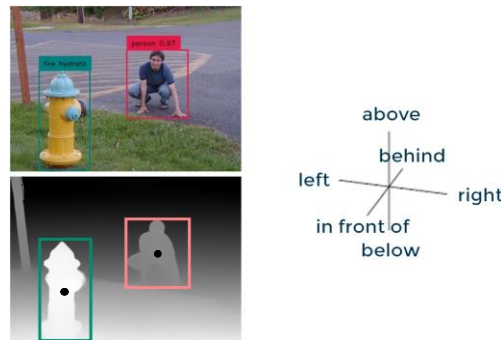 fire hydrant
person 0.97
above
behind
left
right
in front of
below